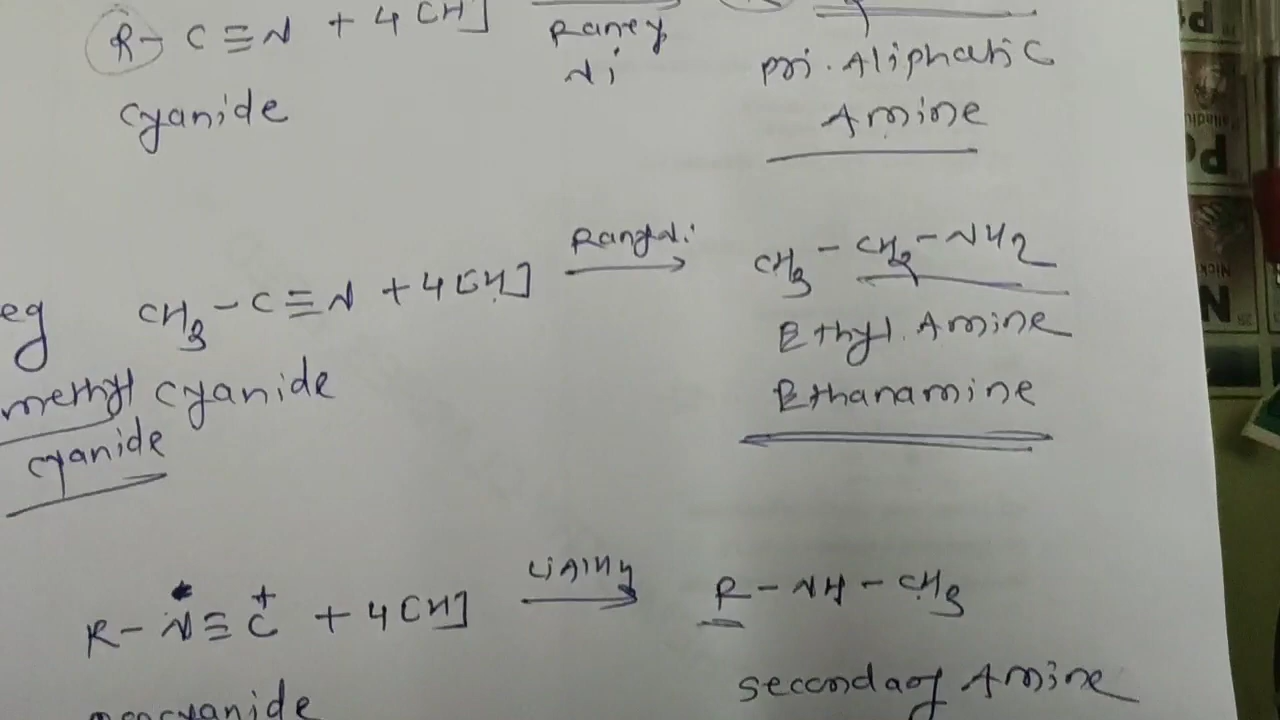 R- C≡N + 4[H] Raney Ni
cyanide
pri. Aliphatic
Amine
eg CH3-C≡N + 4[H] Rany Ni CH3-CH2-NH2
methyl cyanide
cyanide
Ethyl. Amine
Ethanamine
R-N≡C + 4[H] LiAlH4 R-NH-CH3
secondary Amine